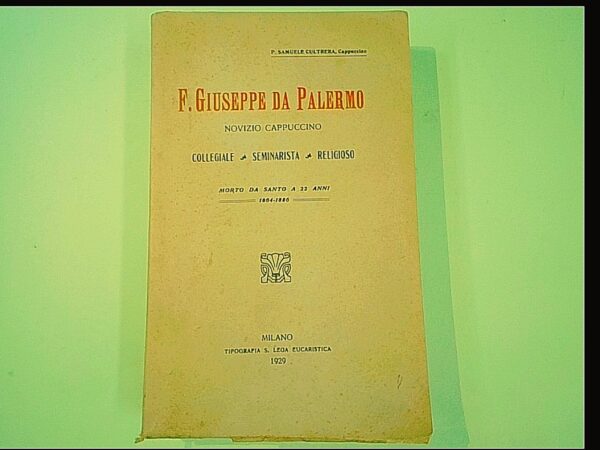 P. SAMUELE CULTRERA, Cappuccino
F. GIUSEPPE DA PALERMO
NOVIZIO CAPPUCCINO
COLLEGIALE - SEMINARISTA - RELIGIOSO
MORTO DA SANTO A 22 ANNI
1864-1886
MILANO
TIPOGRAFIA S. LEGA EUCARISTICA
1929